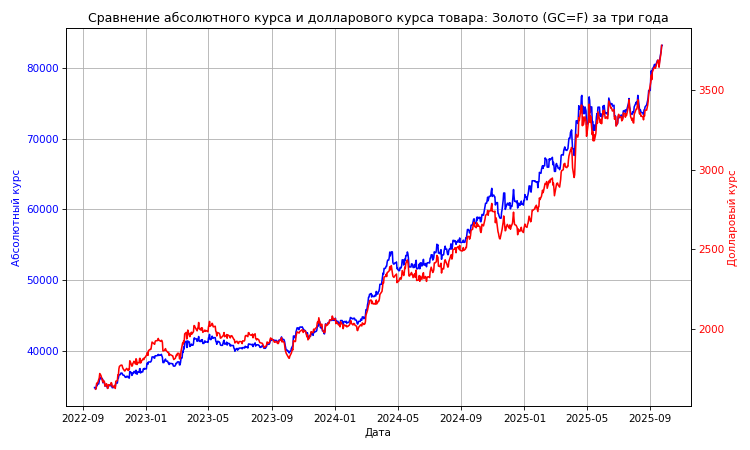 Сравнение абсолютного курса и долларового курса товара: Золото (GC=F) за три года
80000
70000
60000
50000
40000
Абсолютный курс
3500
3000
2500
2000
Долларовый курс
2022-09 2023-01 2023-05 2023-09 2024-01 2024-05 2024-09 2025-01 2025-05 2025-09
Дата